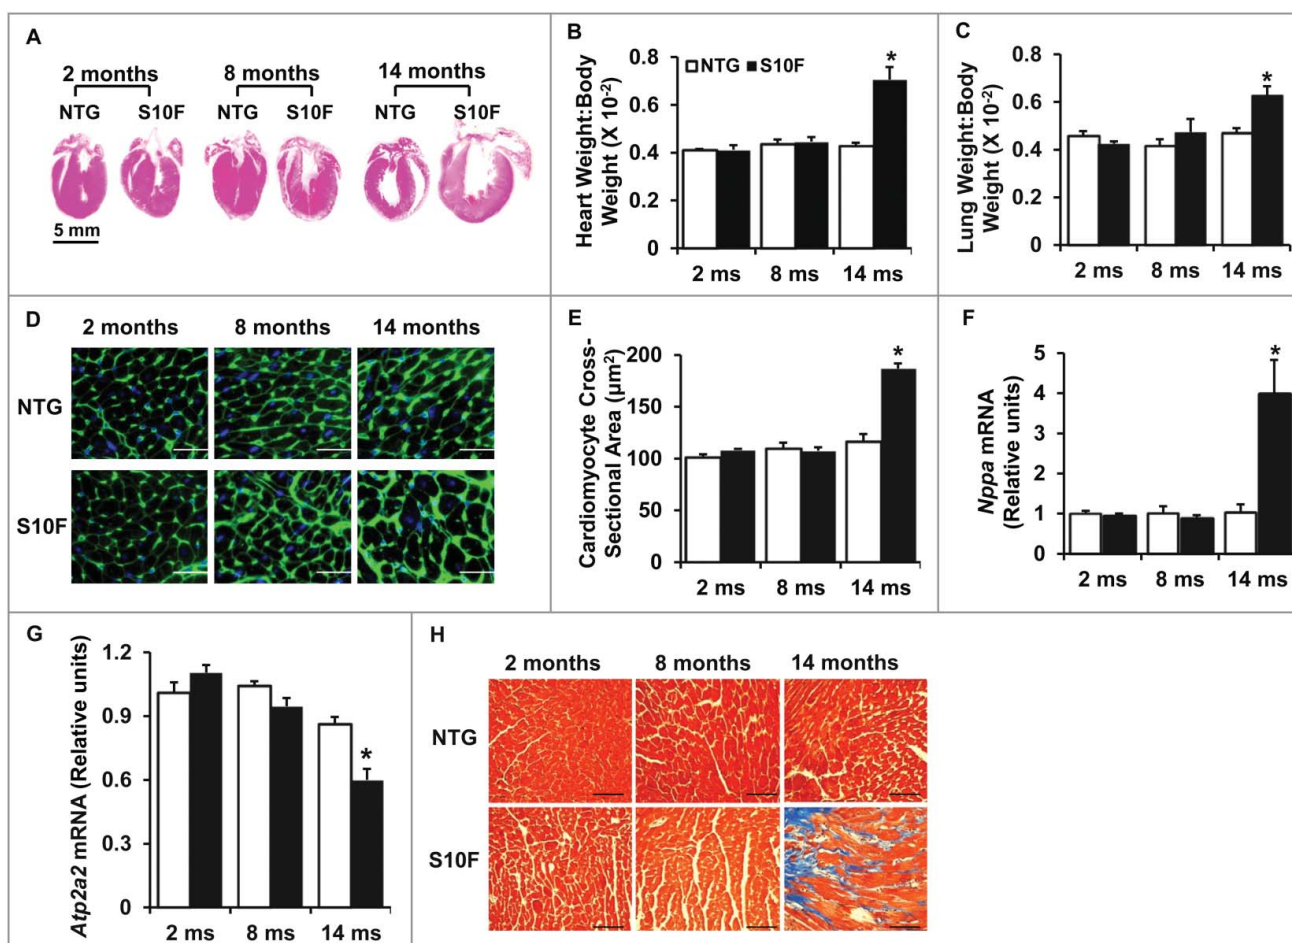 A
2 months 8 months 14 months
NTG S10F NTG S10F NTG S10F
5 mm
B
Heart Weight:Body
Weight (X 10⁻²)
NTG S10F
*
0.8
0.6
0.4
0.2
0
2 ms 8 ms 14 ms
C
Lung Weight:Body
Weight (X 10⁻²)
*
0.8
0.6
0.4
0.2
0
2 ms 8 ms 14 ms
D
2 months 8 months 14 months
NTG
S10F
E
Cardiomyocyte Cross-
Sectional Area (μm²)
*
200
150
100
50
0
2 ms 8 ms 14 ms
F
Nppa mRNA
(Relative units)
*
5
4
3
2
1
0
2 ms 8 ms 14 ms
G
Atp2a2 mRNA (Relative units)
1.2
0.9
0.6
0.3
0
*
2 ms 8 ms 14 ms
H
2 months 8 months 14 months
NTG
S10F